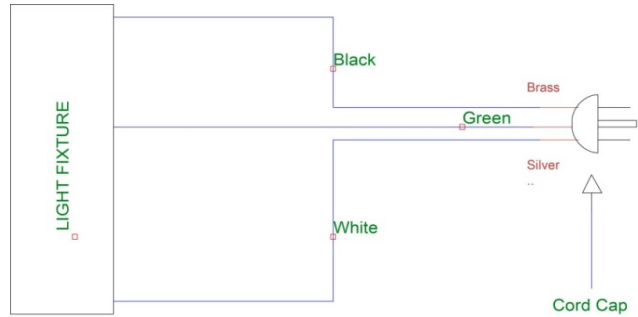 Black
Brass
Green
LIGHT FIXTURE
Silver
..
White
Cord Cap